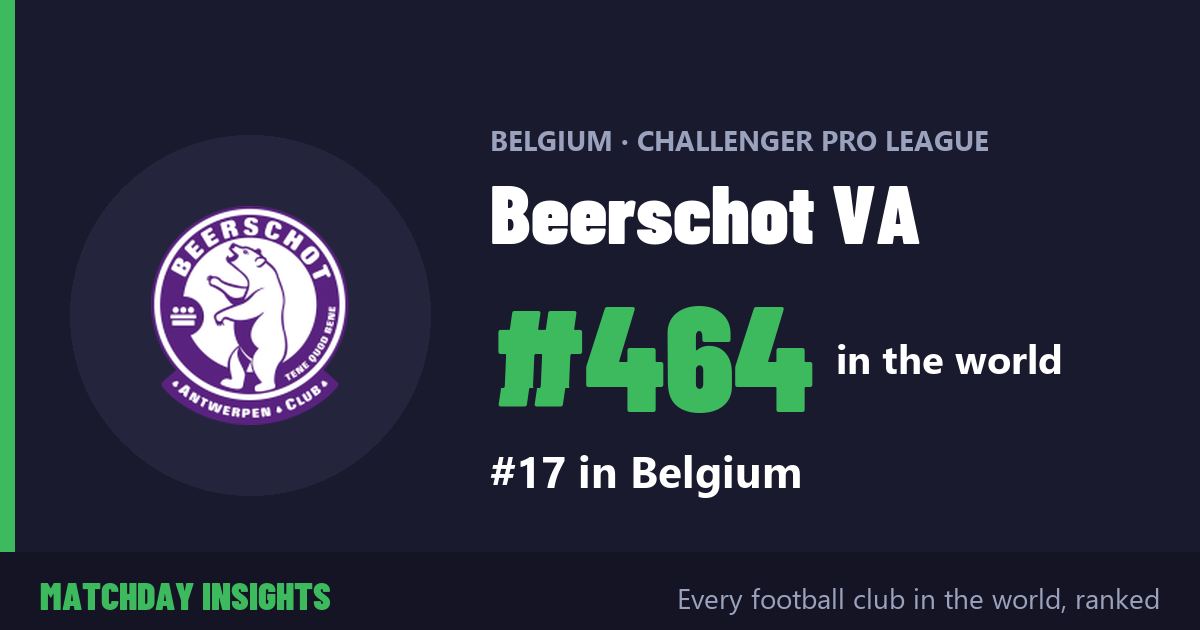 BELGIUM · CHALLENGER PRO LEAGUE
Beerschot VA
BEERSCHOT
TENE QUOD BENE
ANTWERPEN CLUB
#464 in the world
#17 in Belgium
MATCHDAY INSIGHTS
Every football club in the world, ranked